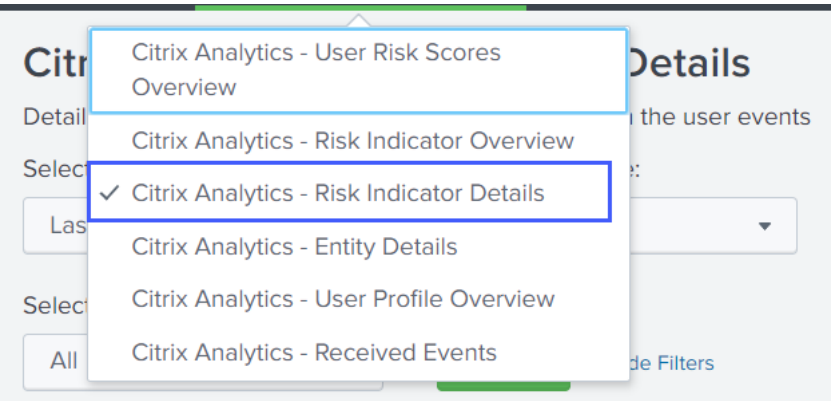 Citrix Analytics - User Risk Scores
Overview
Details
the user events
Citrix Analytics - Risk Indicator Overview
✓ Citrix Analytics - Risk Indicator Details
Citrix Analytics - Entity Details
Citrix Analytics - User Profile Overview
All
Citrix Analytics - Received Events
Filters